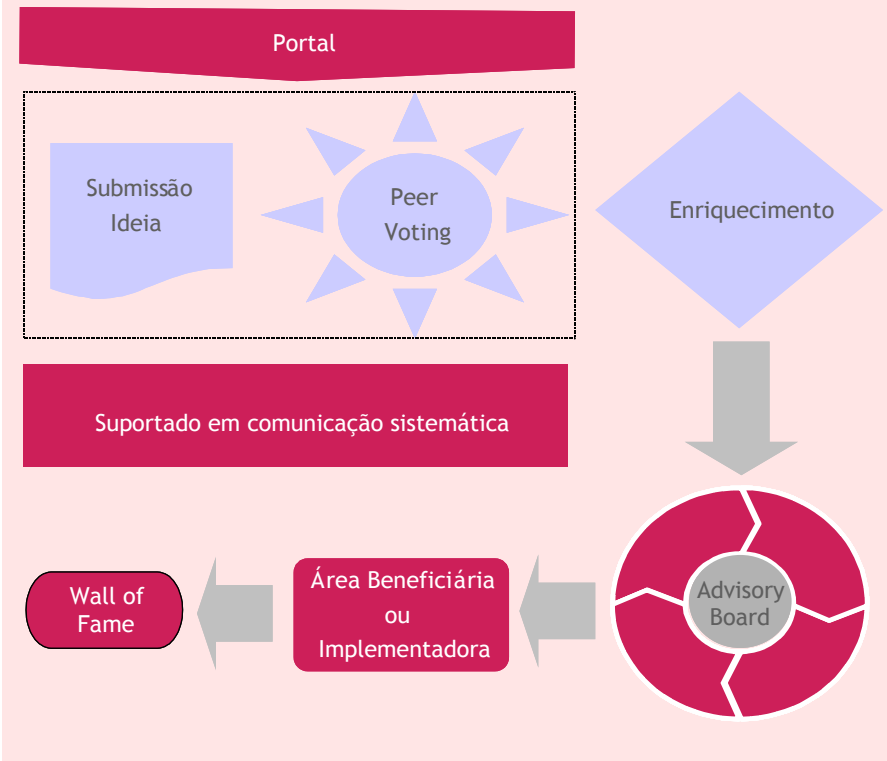 Portal
Submissão
Ideia
Peer
Voting
Enriquecimento
Suportado em comunicação sistemática
Advisory
Board
Área Beneficiária
ou
Implementadora
Wall of
Fame